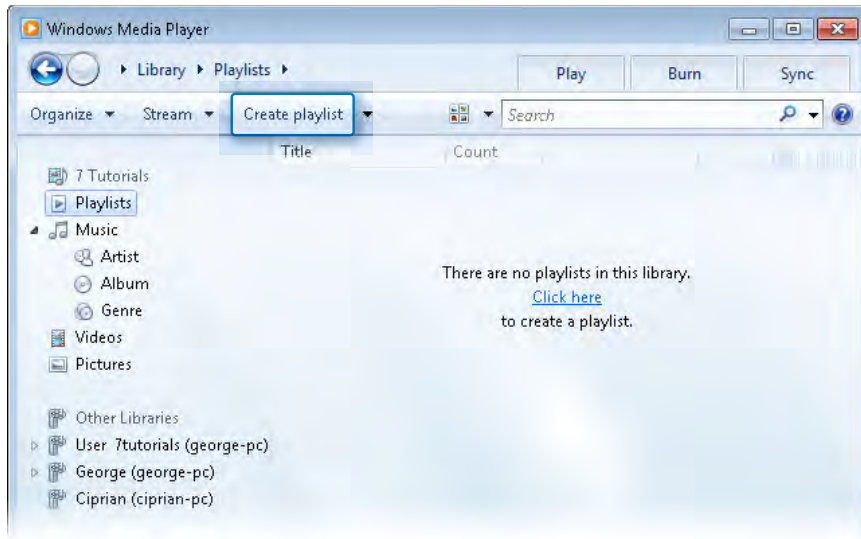 Windows Media Player
Library Playlists
Play Burn Sync
Organize Stream Create playlist Search
Title Count
7 Tutorials
Playlists
Music
Artist
Album
Genre
Videos
Pictures
There are no playlists in this library.
Click here
to create a playlist.
Other Libraries
User 7tutorials (george-pc)
George (george-pc)
Ciprian (ciprian-pc)